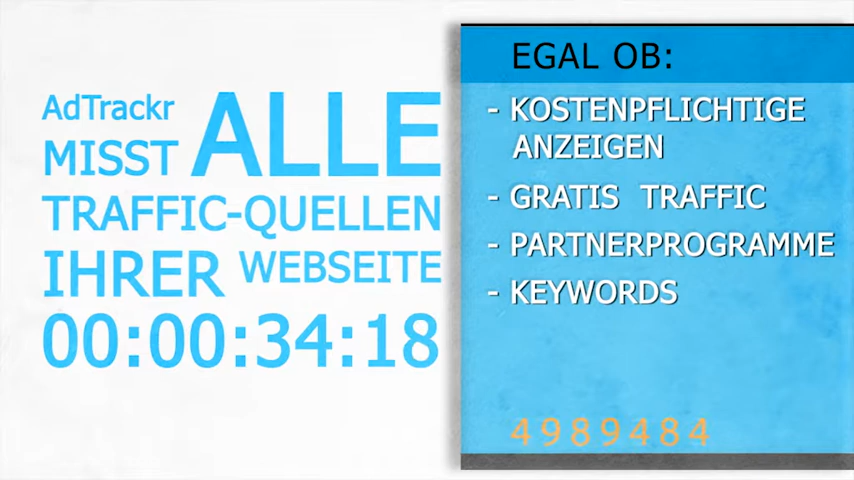 AdTrackr
MISST ALLE
TRAFFIC-QUELLEN
IHRER WEBSEITE
00:00:34:18
EGAL OB:
- KOSTENPFLICHTIGE
ANZEIGEN
- GRATIS TRAFFIC
- PARTNERPROGRAMME
- KEYWORDS
4989484